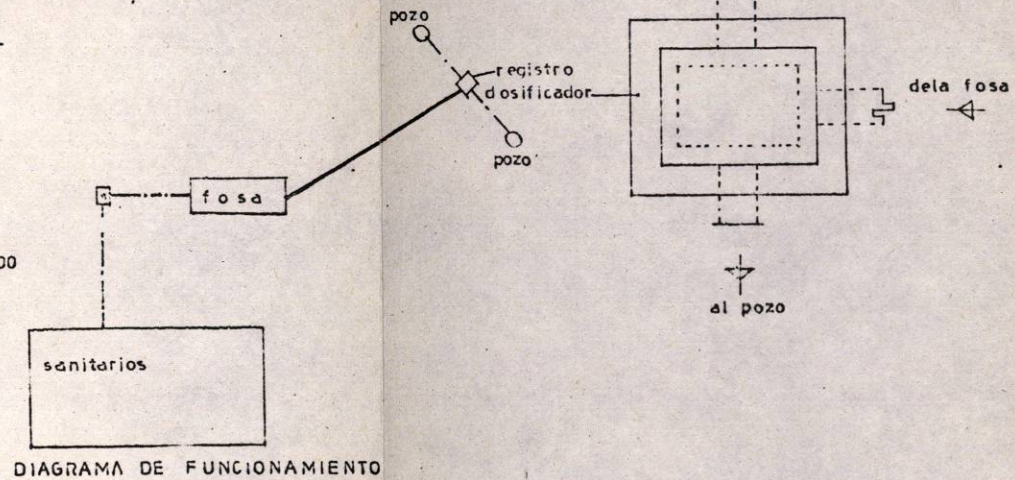 pozo
registro
dosificador
dela fosa
pozo
fosa
00
al pozo
sanitarios
DIAGRAMA DE FUNCIONAMIENTO